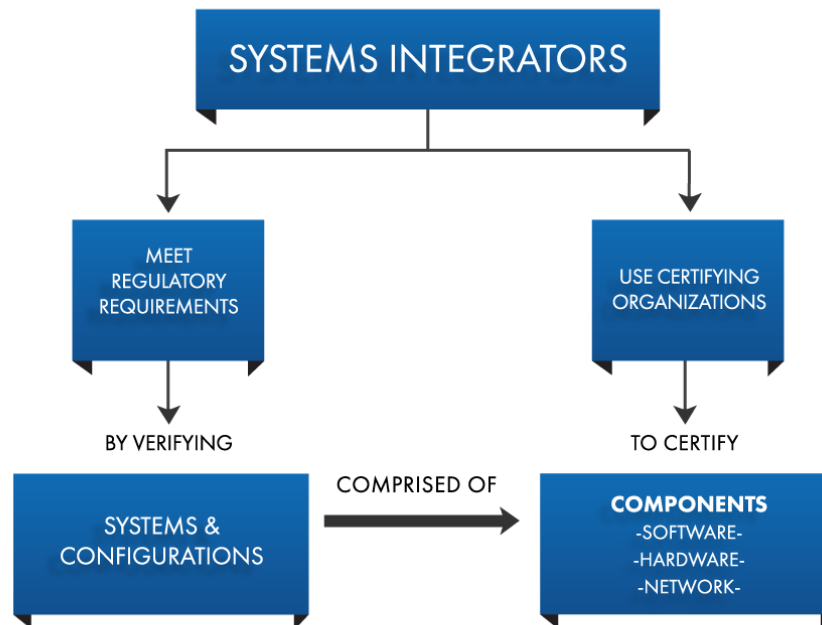 SYSTEMS INTEGRATORS
MEET
REGULATORY
REQUIREMENTS
USE CERTIFYING
ORGANIZATIONS
BY VERIFYING
TO CERTIFY
SYSTEMS &
CONFIGURATIONS
COMPRISED OF
COMPONENTS
-SOFTWARE-
-HARDWARE-
-NETWORK-